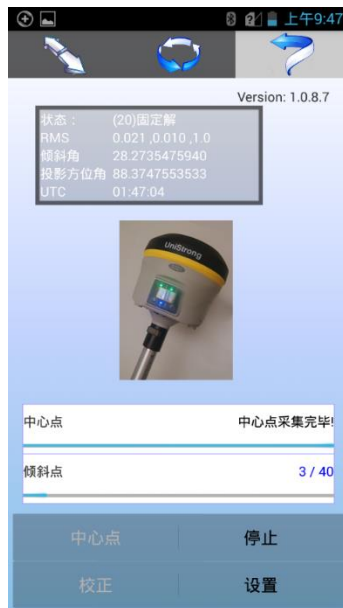 上午9:47
Version: 1.0.8.7
状态： (20)固定解
RMS 0.021 ,0.010 ,1.0
倾斜角 28.2735475940
投影方位角 88.3747553533
UTC 01:47:04
UniStrong
中心点 中心点采集完毕!
倾斜点 3 / 40
中心点 停止
校正 设置